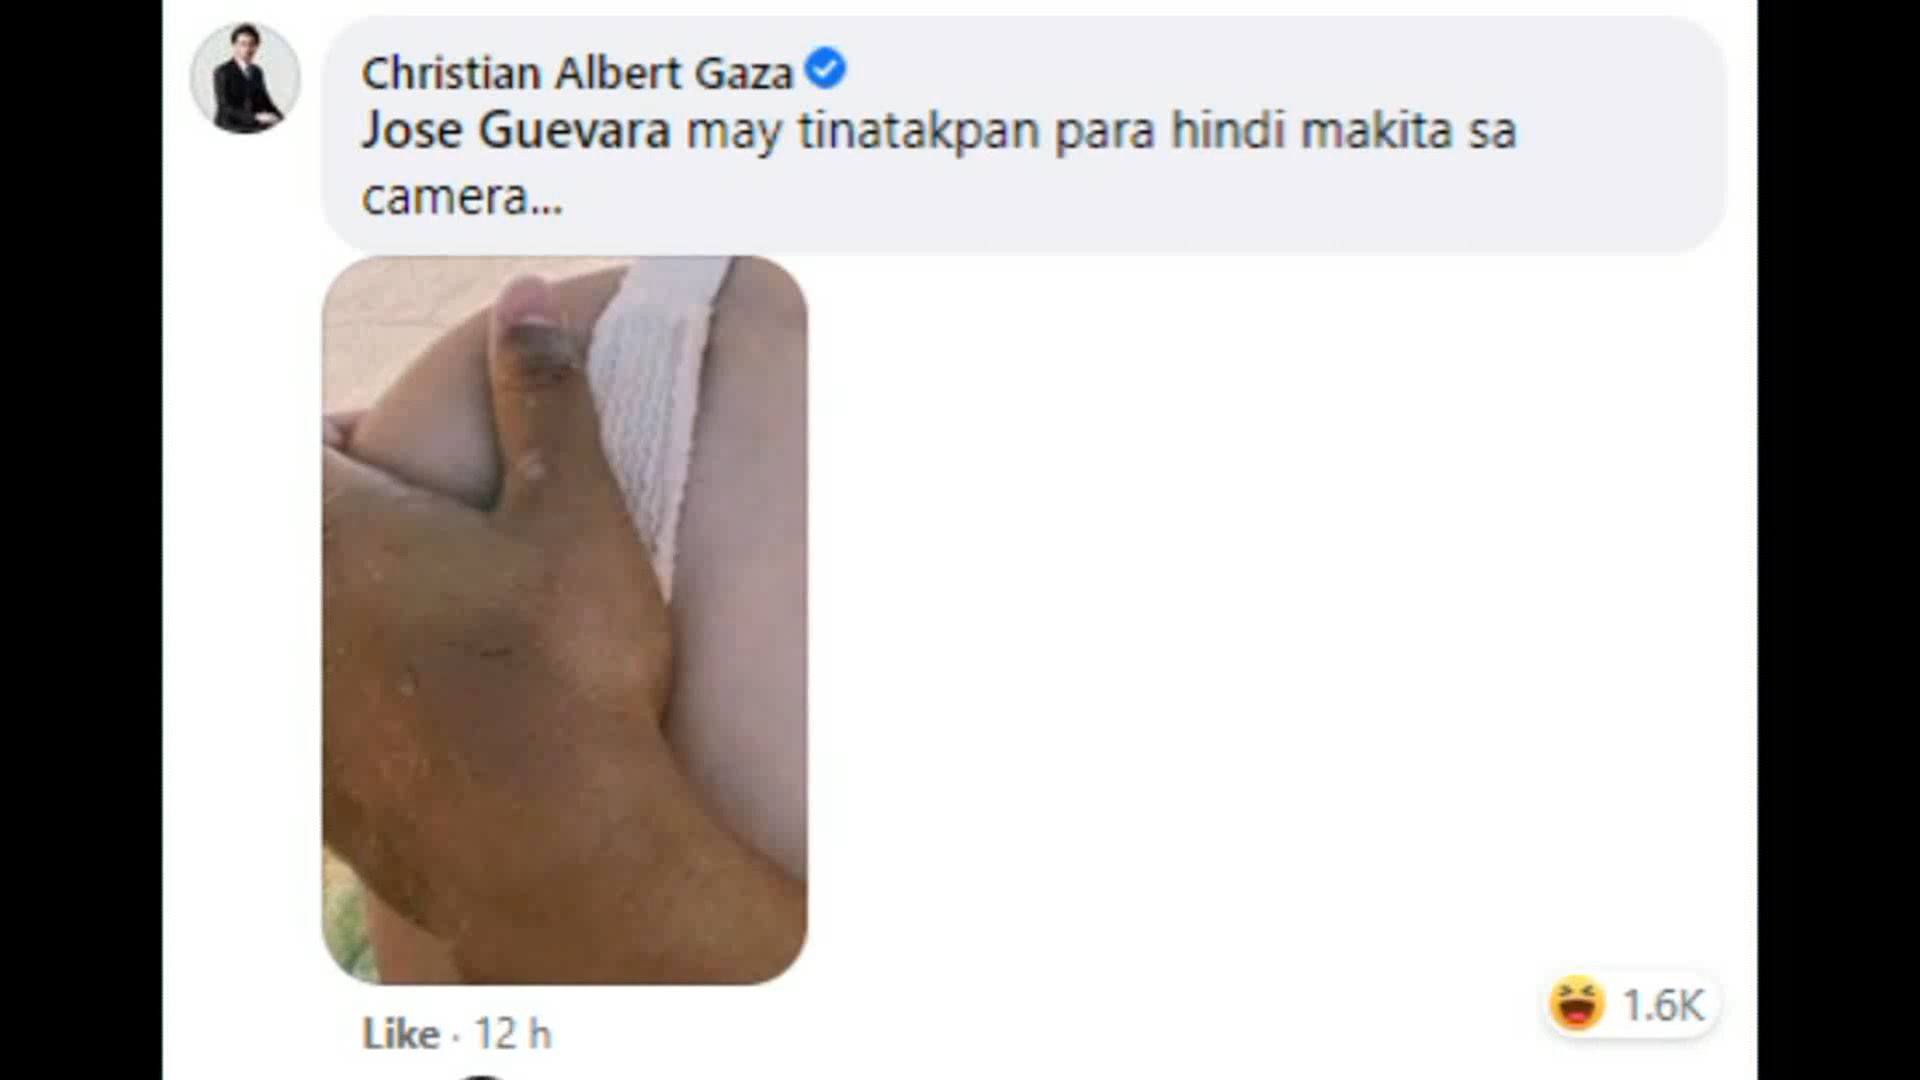 Christian Albert Gaza
Jose Guevara may tinatakpan para hindi makita sa
camera...
Like · 12 h
1.6K